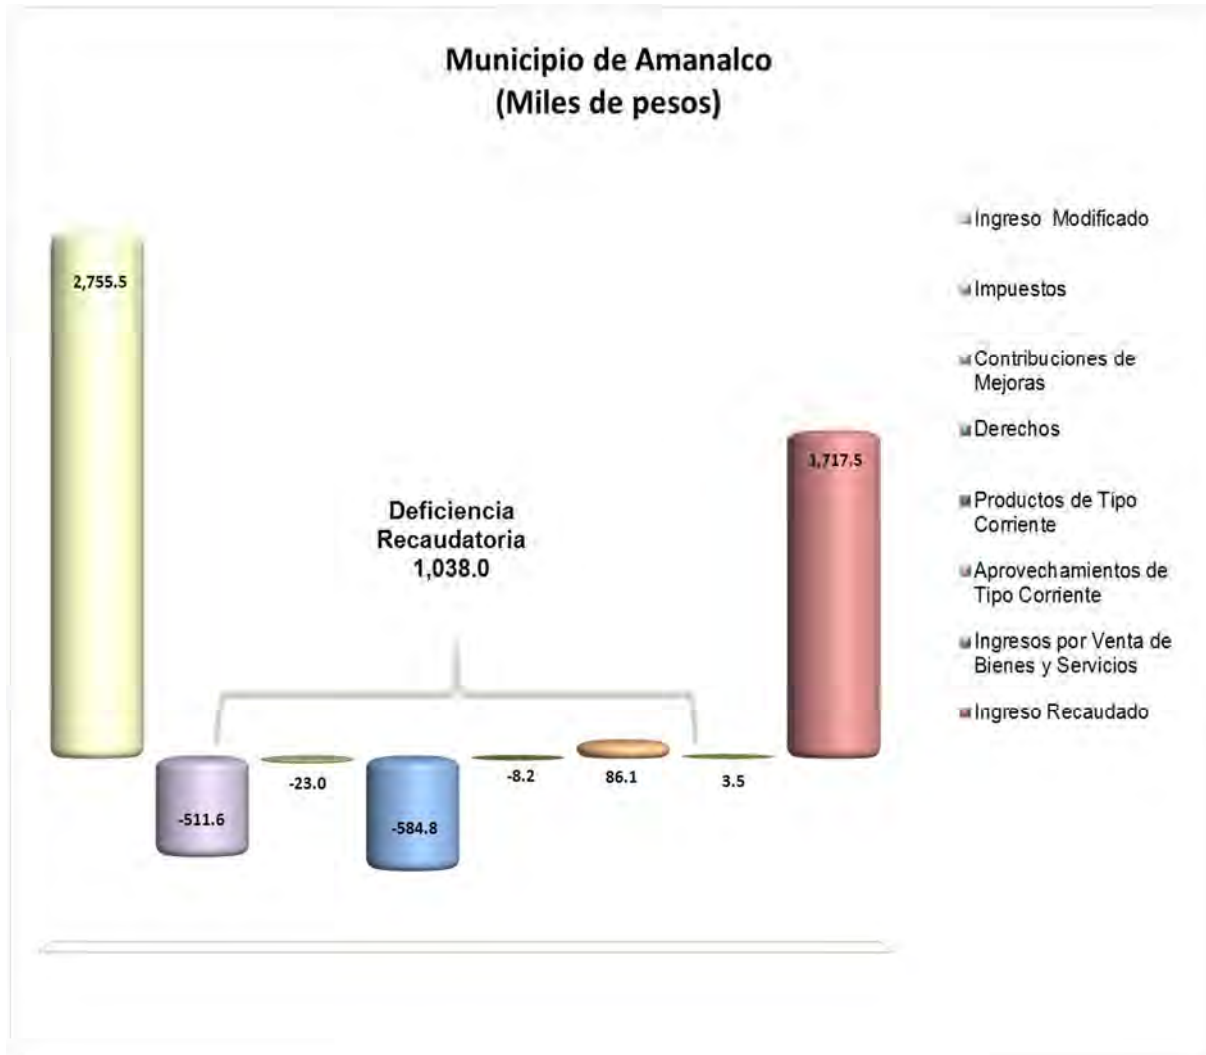 Municipio de Amanalco
(Miles de pesos)
2,755.5
-511.6
-23.0
-584.8
-8.2
86.1
3.5
1,717.5
Deficiencia
Recaudatoria
1,038.0
Ingreso Modificado
Impuestos
Contribuciones de
Mejoras
Derechos
Productos de Tipo
Corriente
Aprovechamientos de
Tipo Corriente
Ingresos por Venta de
Bienes y Servicios
Ingreso Recaudado